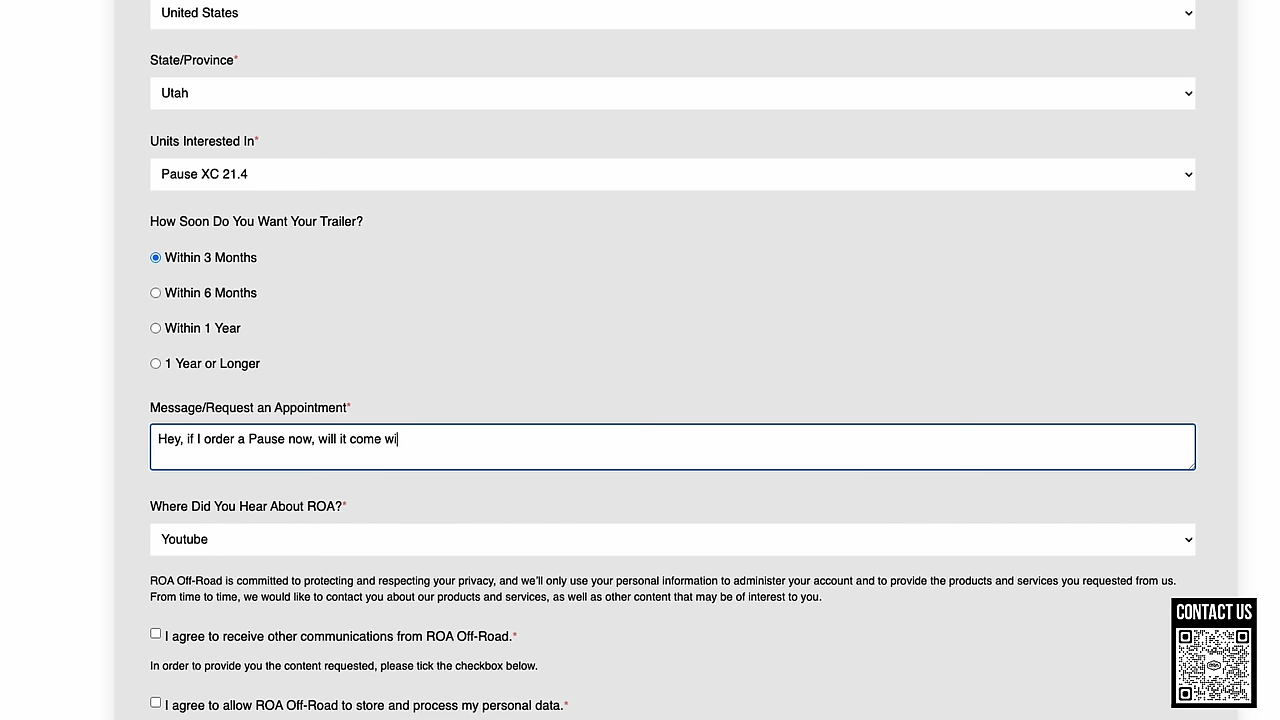 United States
State/Province*
Utah
Units Interested In*
Pause XC 21.4
How Soon Do You Want Your Trailer?
Within 3 Months
Within 6 Months
Within 1 Year
1 Year or Longer
Message/Request an Appointment*
Hey, if I order a Pause now, will it come wi
Where Did You Hear About ROA?*
Youtube
ROA Off-Road is committed to protecting and respecting your privacy, and we’ll only use your personal information to administer your account and to provide the products and services you requested from us.
From time to time, we would like to contact you about our products and services, as well as other content that may be of interest to you.
CONTACT US
I agree to receive other communications from ROA Off-Road.*
In order to provide you the content requested, please tick the checkbox below.
I agree to allow ROA Off-Road to store and process my personal data.*